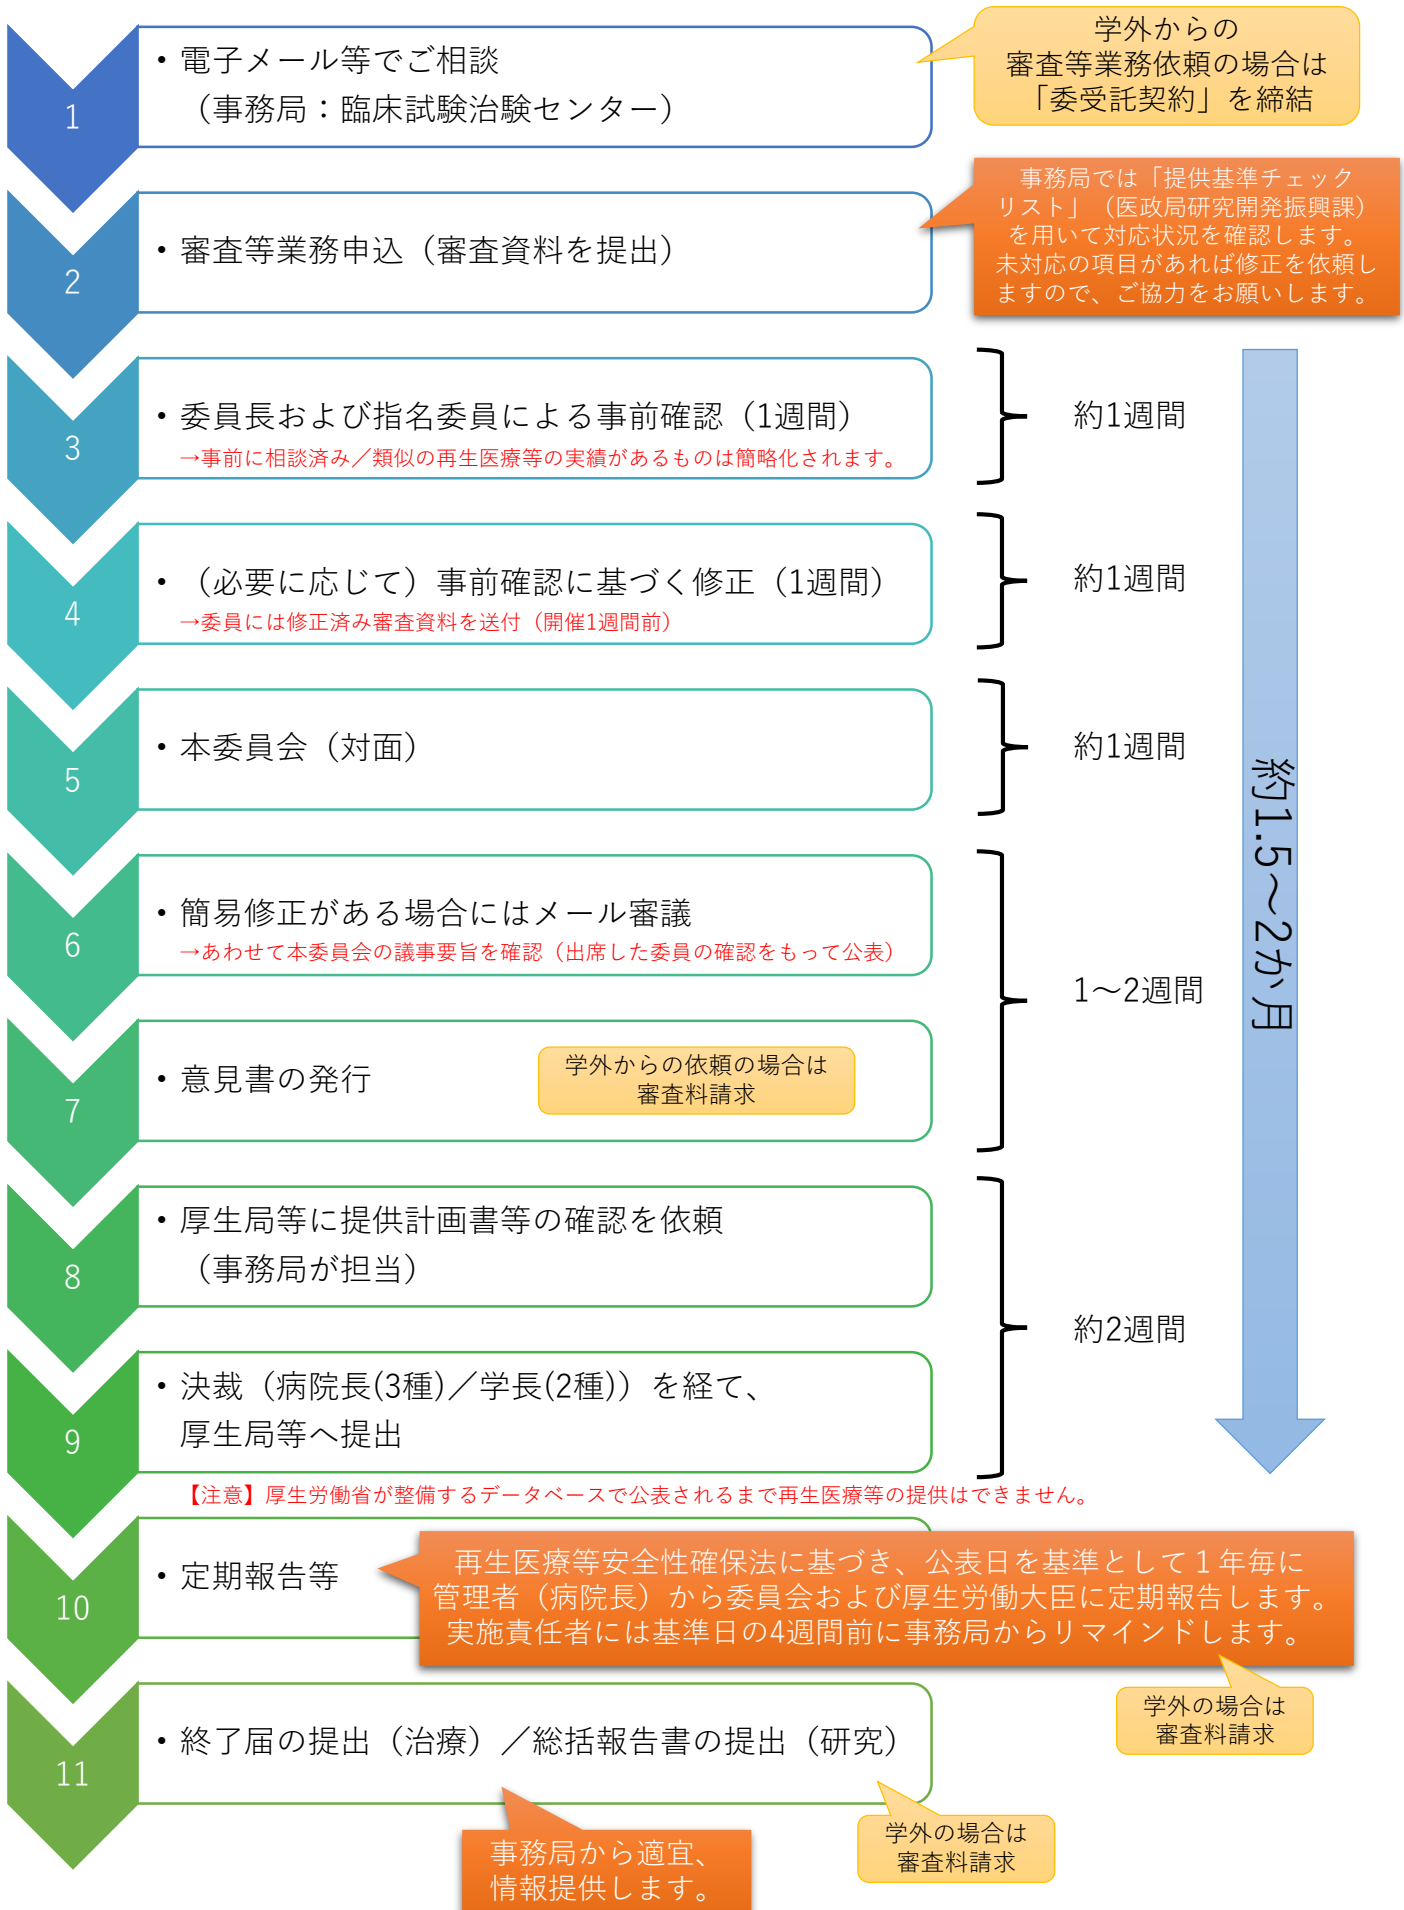 1
・電子メール等でご相談
（事務局：臨床試験治験センター）
学外からの
審査等業務依頼の場合は
「委受託契約」を締結
2
・審査等業務申込（審査資料を提出）
事務局では「提供基準チェック
リスト」（医政局研究開発振興課）
を用いて対応状況を確認します。
未対応の項目があれば修正を依頼し
ますので、ご協力をお願いします。
3
・委員長および指名委員による事前確認（1週間）
→事前に相談済み／類似の再生医療等の実績があるものは簡略化されます。
約1週間
4
・（必要に応じて）事前確認に基づく修正（1週間）
→委員には修正済み審査資料を送付（開催1週間前）
約1週間
5
・本委員会（対面）
約1週間
約1.5～2か月
6
・簡易修正がある場合にはメール審議
→あわせて本委員会の議事要旨を確認（出席した委員の確認をもって公表）
1～2週間
7
・意見書の発行
学外からの依頼の場合は
審査料請求
8
・厚生局等に提供計画書等の確認を依頼
（事務局が担当）
約2週間
9
・決裁（病院長(3種)／学長(2種)）を経て、
厚生局等へ提出
【注意】厚生労働省が整備するデータベースで公表されるまで再生医療等の提供はできません。
10
・定期報告等
再生医療等安全性確保法に基づき、公表日を基準として１年毎に
管理者（病院長）から委員会および厚生労働大臣に定期報告します。
実施責任者には基準日の4週間前に事務局からリマインドします。
学外の場合は
審査料請求
11
・終了届の提出（治療）／総括報告書の提出（研究）
学外の場合は
審査料請求
事務局から適宜、
情報提供します。